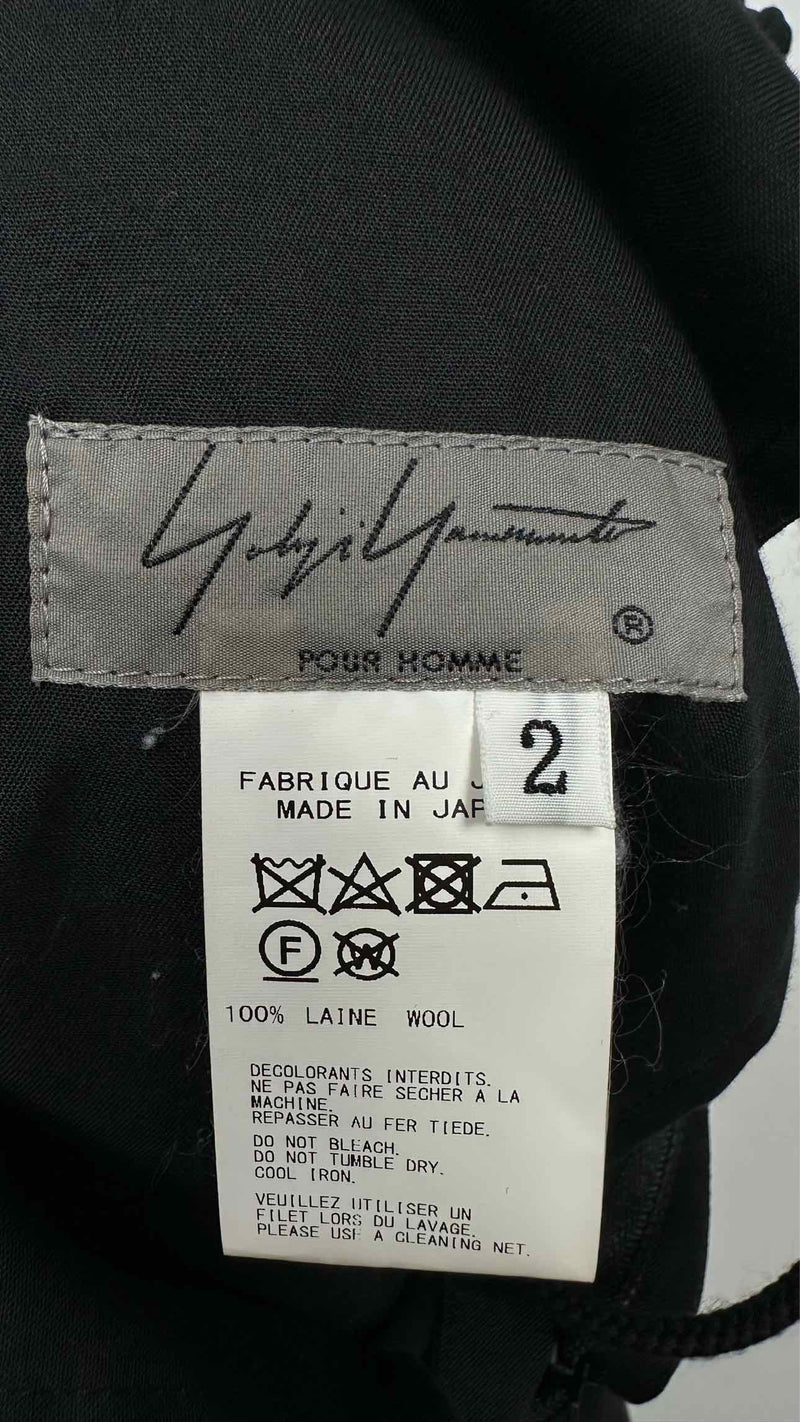 Yohji Yamamoto
®
POUR HOMME
2
FABRIQUE AU
MADE IN JAP
F
W
100% LAINE WOOL
DECOLORANTS INTERDITS.
NE PAS FAIRE SECHER A LA
MACHINE.
REPASSER AU FER TIEDE.
DO NOT BLEACH.
DO NOT TUMBLE DRY.
COOL IRON.
VEUILLEZ UTILISER UN
FILET LORS DU LAVAGE.
PLEASE USE A CLEANING NET.